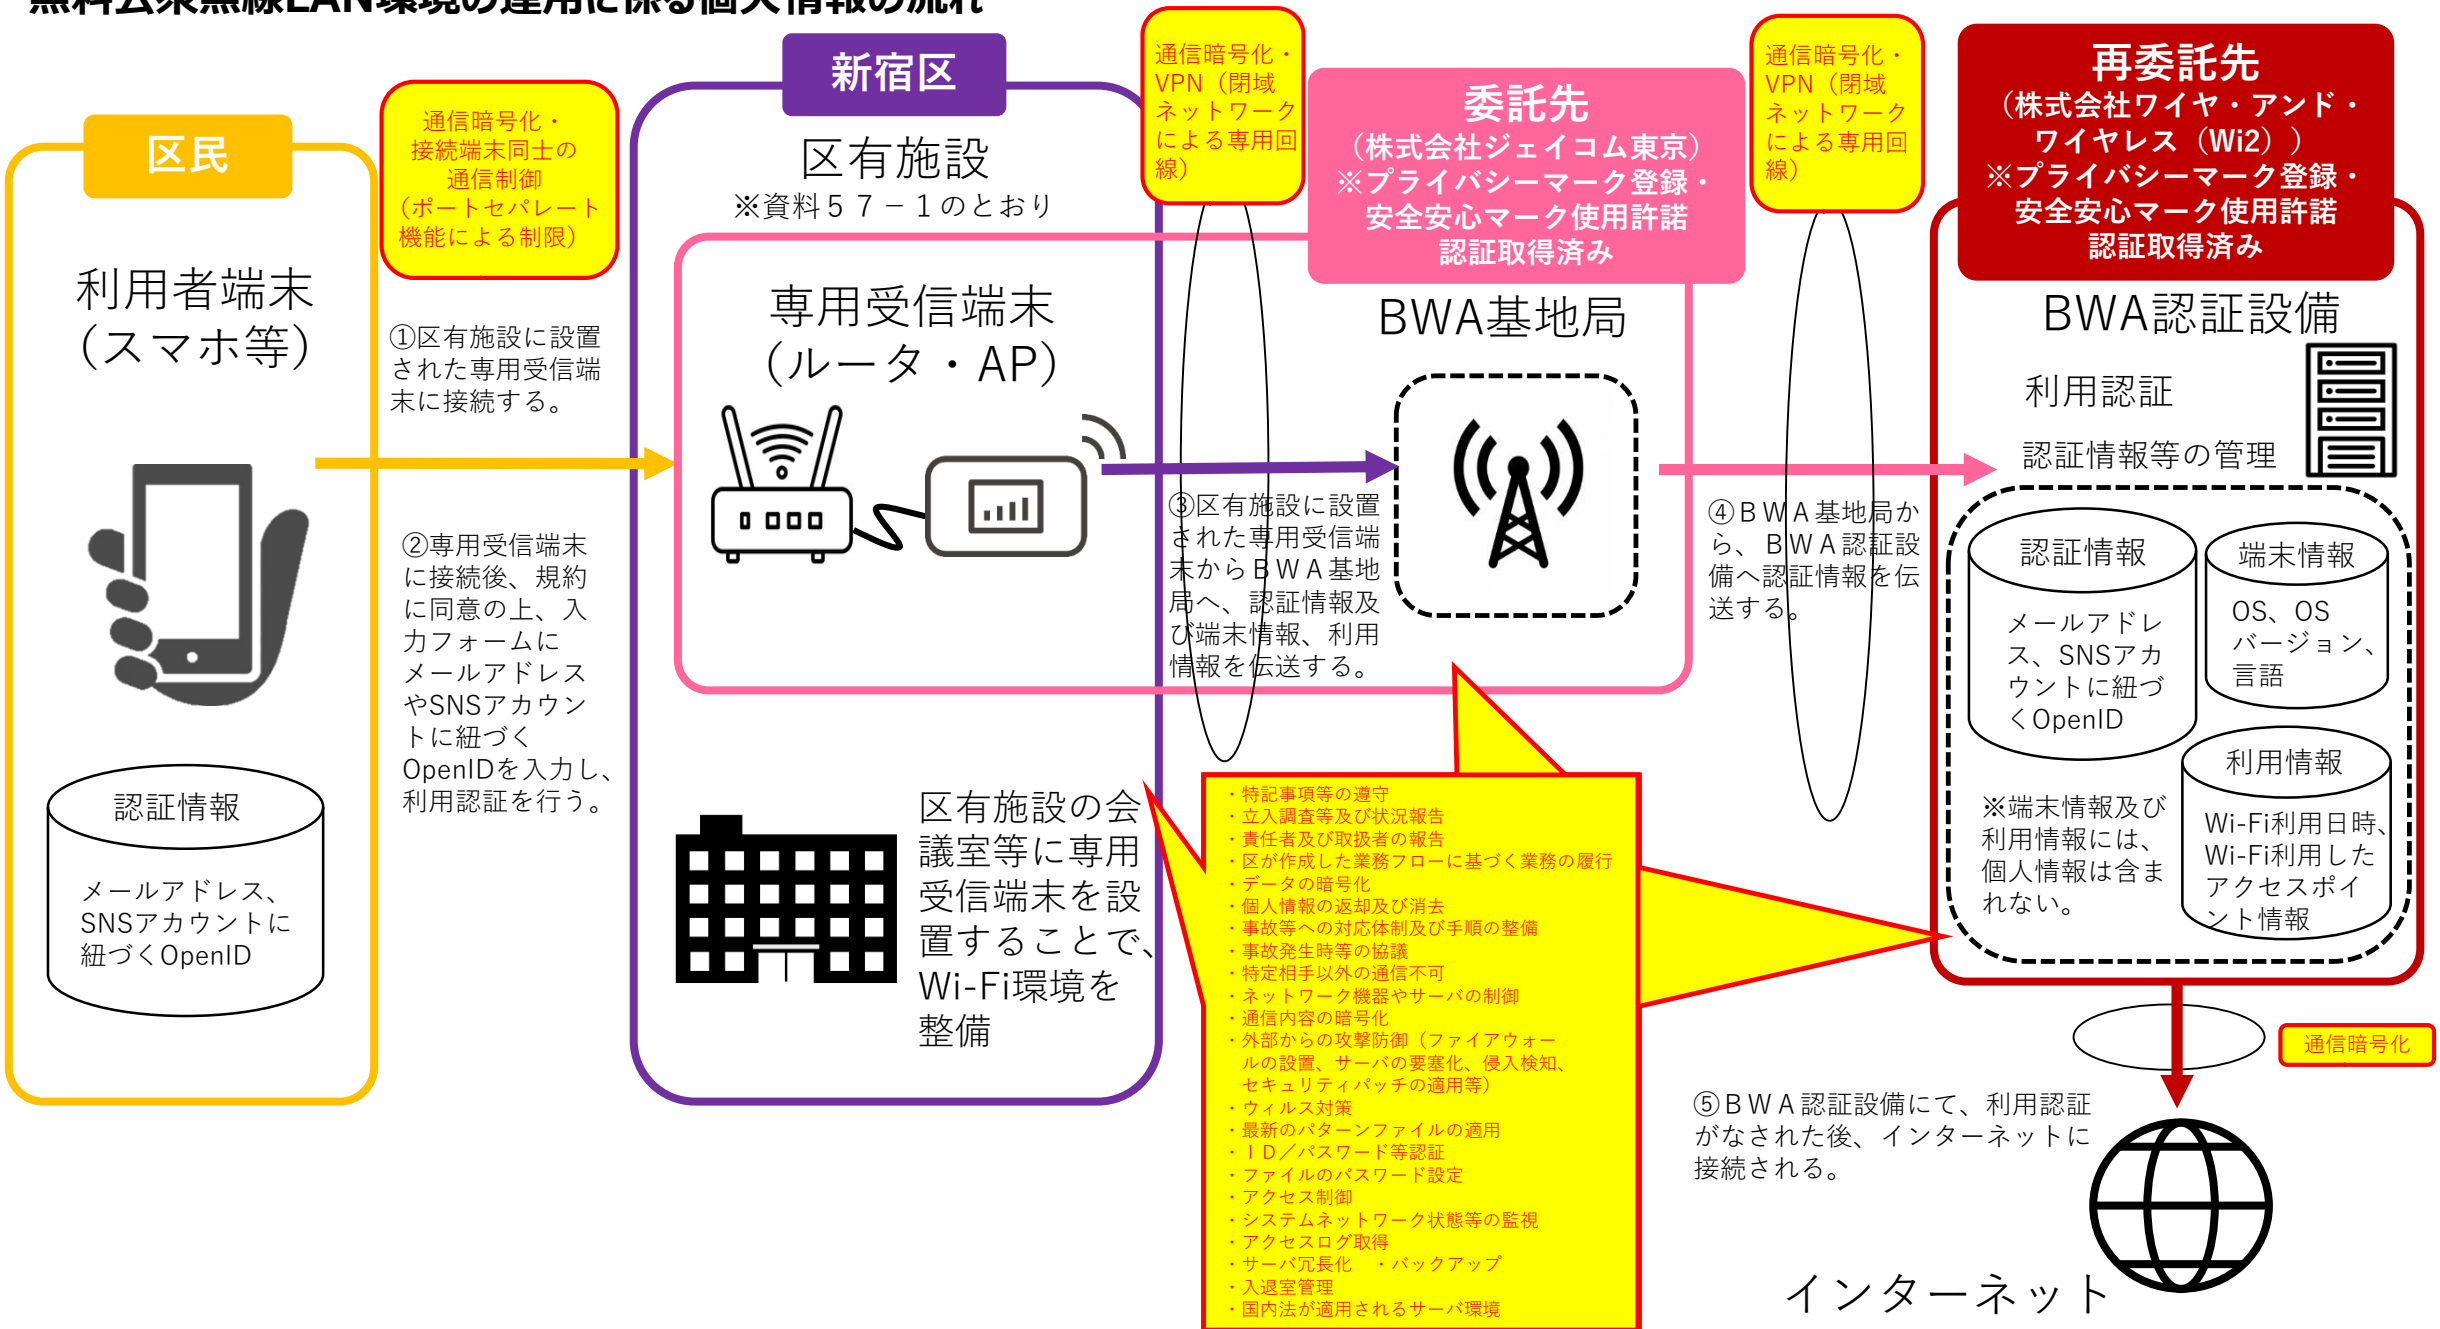 無料公衆無線LAN環境の運用に係る個人情報の流れ
区民
利用者端末
（スマホ等）
認証情報
メールアドレス、
SNSアカウントに
紐づくOpenID
通信暗号化・
接続端末同士の
通信制御
（ポートセパレート
機能による制限）
①区有施設に設置
された専用受信端
末に接続する。
②専用受信端末
に接続後、規約
に同意の上、入
力フォームに
メールアドレス
やSNSアカウン
トに紐づく
OpenIDを入力し、
利用認証を行う。
新宿区
区有施設
※資料５７－１のとおり
専用受信端末
（ルータ・AP）
区有施設の会
議室等に専用
受信端末を設
置することで、
Wi-Fi環境を
整備
通信暗号化・
VPN（閉域
ネットワーク
による専用回
線）
③区有施設に設置
された専用受信端
末からＢＷＡ基地
局へ、認証情報及
び端末情報、利用
情報を伝送する。
委託先
（株式会社ジェイコム東京）
※プライバシーマーク登録・
安全安心マーク使用許諾
認証取得済み
BWA基地局
通信暗号化・
VPN（閉域
ネットワーク
による専用回
線）
④ＢＷＡ基地局か
ら、ＢＷＡ認証設
備へ認証情報を伝
送する。
・特記事項等の遵守
・立入調査等及び状況報告
・責任者及び取扱者の報告
・区が作成した業務フローに基づく業務の履行
・データの暗号化
・個人情報の返却及び消去
・事故等への対応体制及び手順の整備
・事故発生時等の協議
・特定相手以外の通信不可
・ネットワーク機器やサーバの制御
・通信内容の暗号化
・外部からの攻撃防御（ファイアウォー
ルの設置、サーバの要塞化、侵入検知、
セキュリティパッチの適用等）
・ウィルス対策
・最新のパターンファイルの適用
・ＩＤ／パスワード等認証
・ファイルのパスワード設定
・アクセス制御
・システムネットワーク状態等の監視
・アクセスログ取得
・サーバ冗長化　・バックアップ
・入退室管理
・国内法が適用されるサーバ環境
再委託先
（株式会社ワイヤ・アンド・
ワイヤレス（Wi2））
※プライバシーマーク登録・
安全安心マーク使用許諾
認証取得済み
BWA認証設備
利用認証
認証情報等の管理
認証情報
メールアドレ
ス、SNSアカ
ウントに紐づ
くOpenID
端末情報
OS、OS
バージョン、
言語
利用情報
Wi-Fi利用日時、
Wi-Fi利用した
アクセスポイ
ント情報
※端末情報及び
利用情報には、
個人情報は含ま
れない。
通信暗号化
⑤ＢＷＡ認証設備にて、利用認証
がなされた後、インターネットに
接続される。
インターネット